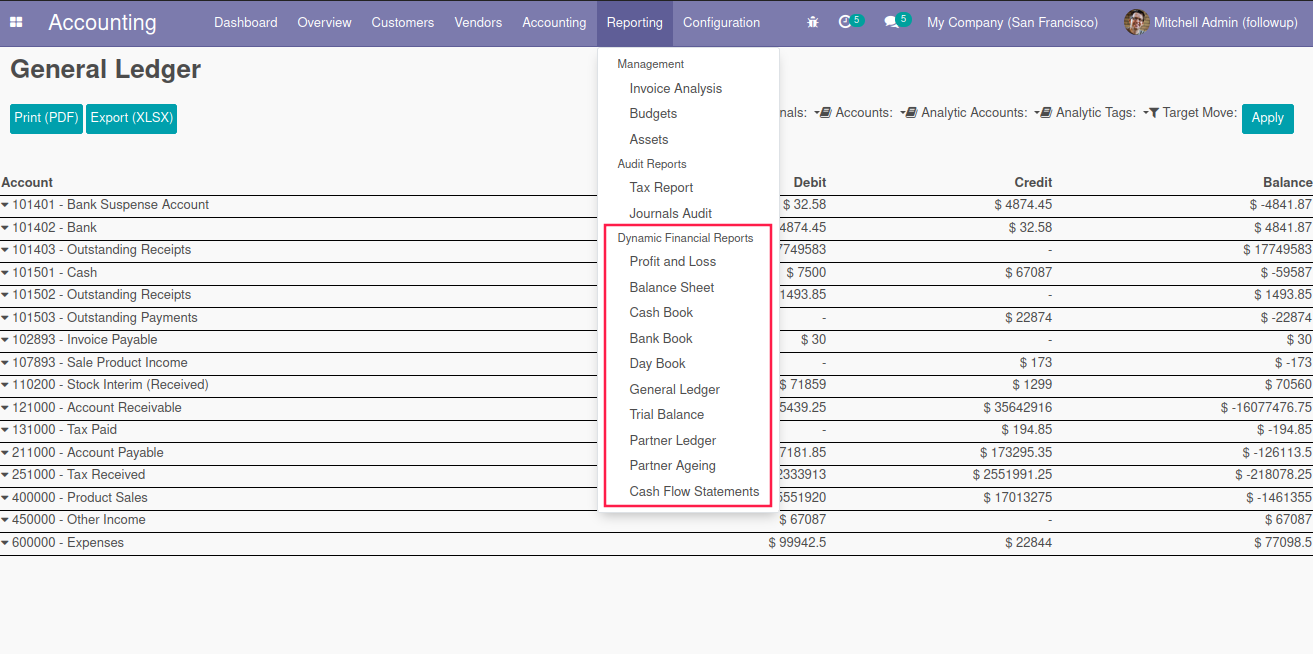 Accounting Dashboard Overview Customers Vendors Accounting Reporting Configuration 5 5 My Company (San Francisco) Mitchell Admin (followup)
General Ledger
Print (PDF) Export (XLSX)
Management
Invoice Analysis
Budgets
Assets
Audit Reports
Tax Report
Journals Audit
Dynamic Financial Reports
Profit and Loss
Balance Sheet
Cash Book
Bank Book
Day Book
General Ledger
Trial Balance
Partner Ledger
Partner Ageing
Cash Flow Statements
nals: Accounts: Analytic Accounts: Analytic Tags: Target Move: Apply
Account Debit Credit Balance
101401 - Bank Suspense Account $ 32.58 $ 4874.45 $ -4841.87
101402 - Bank 4874.45 $ 32.58 $ 4841.87
101403 - Outstanding Receipts 7749583 - $ 17749583
101501 - Cash $ 7500 $ 67087 $ -59587
101502 - Outstanding Receipts 1493.85 - $ 1493.85
101503 - Outstanding Payments - $ 22874 $ -22874
102893 - Invoice Payable $ 30 - $ 30
107893 - Sale Product Income - $ 173 $ -173
110200 - Stock Interim (Received) $ 71859 $ 1299 $ 70560
121000 - Account Receivable 5439.25 $ 35642916 $ -16077476.75
131000 - Tax Paid - $ 194.85 $ -194.85
211000 - Account Payable 7181.85 $ 173295.35 $ -126113.5
251000 - Tax Received 2333913 $ 2551991.25 $ -218078.25
400000 - Product Sales 5551920 $ 17013275 $ -1461355
450000 - Other Income $ 67087 - $ 67087
600000 - Expenses $ 99942.5 $ 22844 $ 77098.5